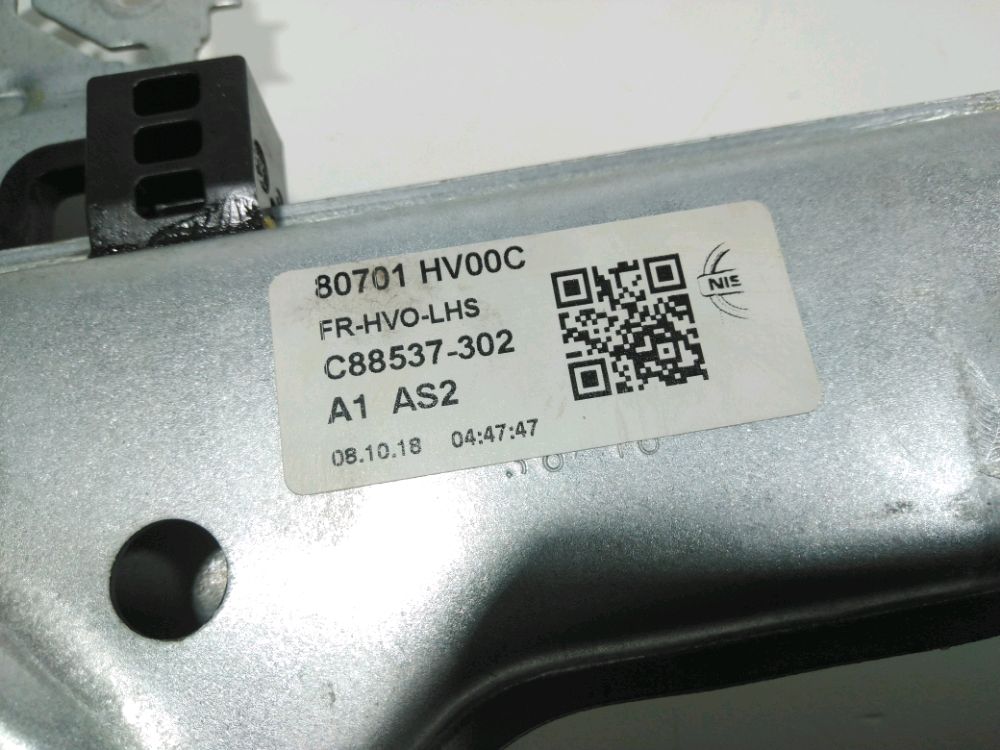 80701 HV00C
FR-HVO-LHS
C88537-302
A1 AS2
08.10.18 04:47:47
NIS